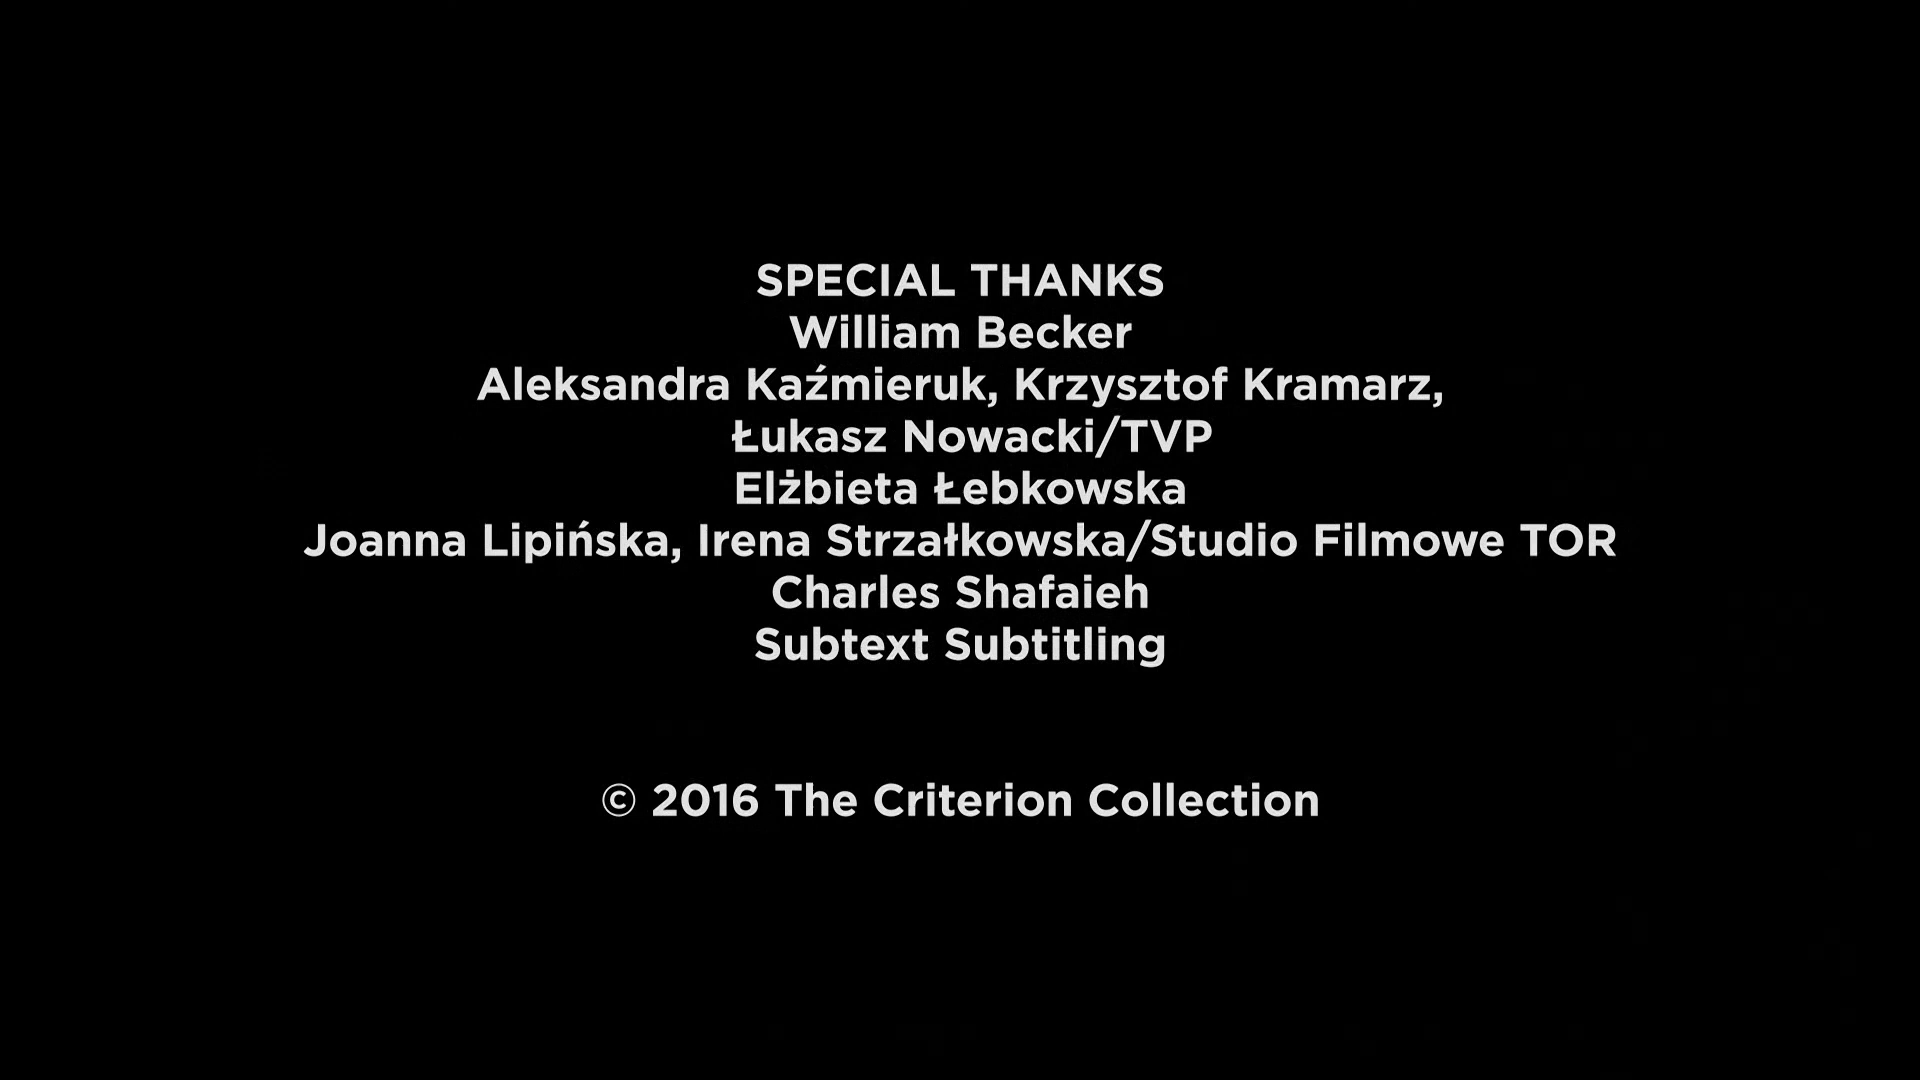 SPECIAL THANKS
William Becker
Aleksandra Kaźmieruk, Krzysztof Kramarz,
Łukasz Nowacki/TVP
Elżbieta Łebkowska
Joanna Lipińska, Irena Strzałkowska/Studio Filmowe TOR
Charles Shafaieh
Subtext Subtitling
© 2016 The Criterion Collection